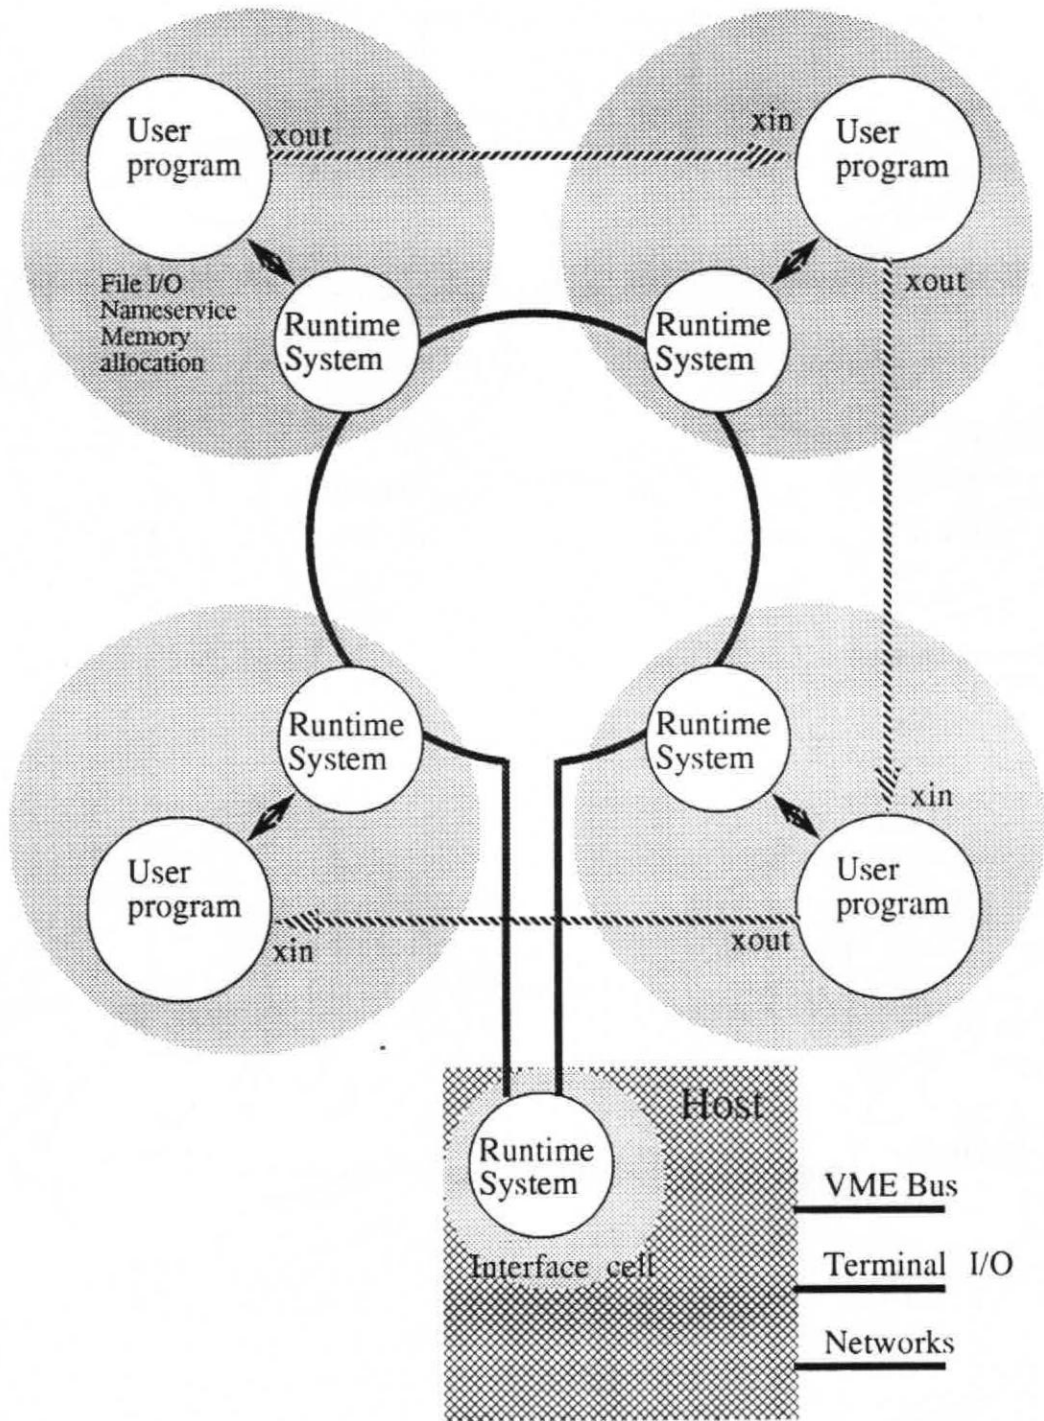 User
program
xout
xin
User
program
File I/O
Nameservice
Memory
allocation
Runtime
System
Runtime
System
xout
Runtime
System
Runtime
System
xin
User
program
xin
xout
User
program
Host
Runtime
System
Interface cell
VME Bus
Terminal I/O
Networks